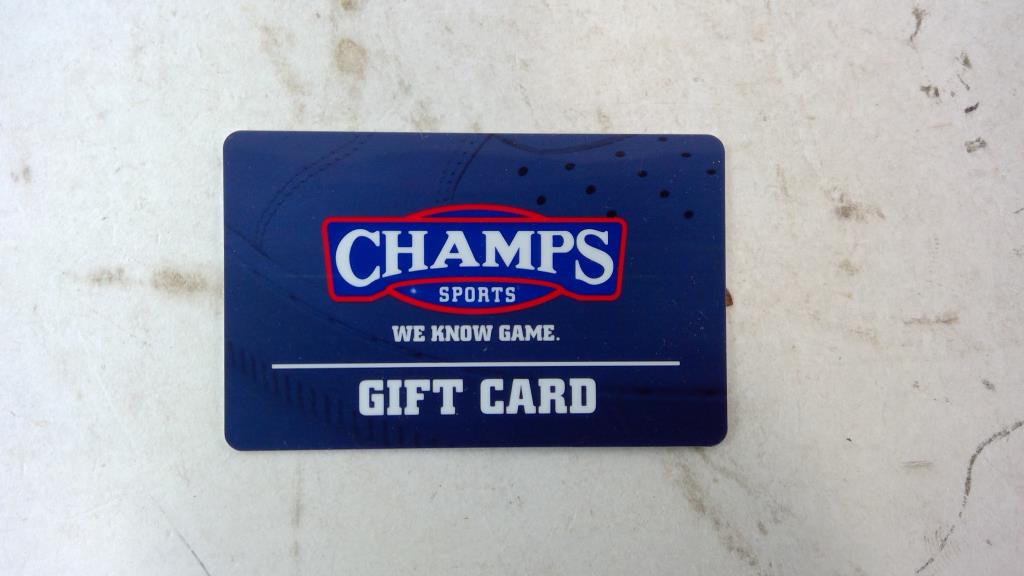 CHAMPS
SPORTS
WE KNOW GAME.
GIFT CARD